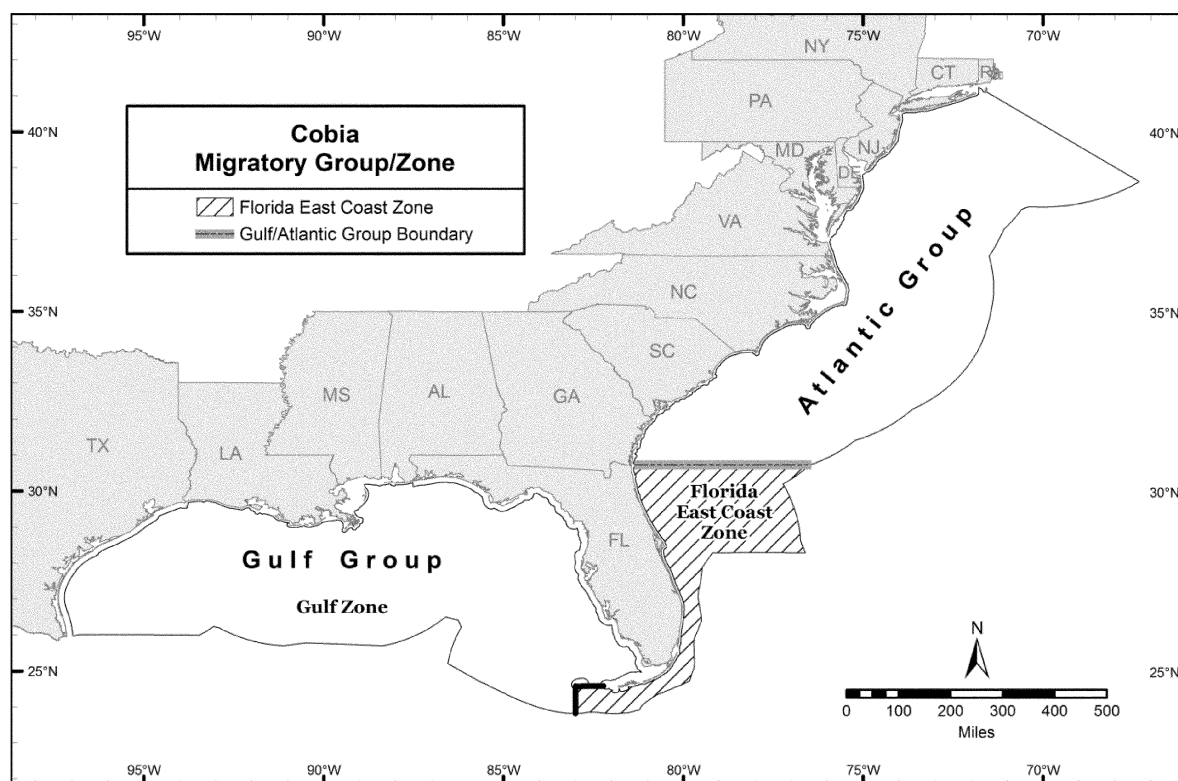 95°W 90°W 85°W 80°W 75°W 70°W
NY
CT
RI
PA
40°N
40°N
Cobia
Migratory Group/Zone
Florida East Coast Zone
Gulf/Atlantic Group Boundary
NJ
MD
DE
VA
Atlantic Group
35°N
NC
35°N
SC
TX
LA
MS
AL
GA
30°N
Florida
East Coast
Zone
30°N
FL
Gulf Group
Gulf Zone
25°N
25°N
N
0 100 200 300 400 500
Miles
95°W 90°W 85°W 80°W 75°W 70°W